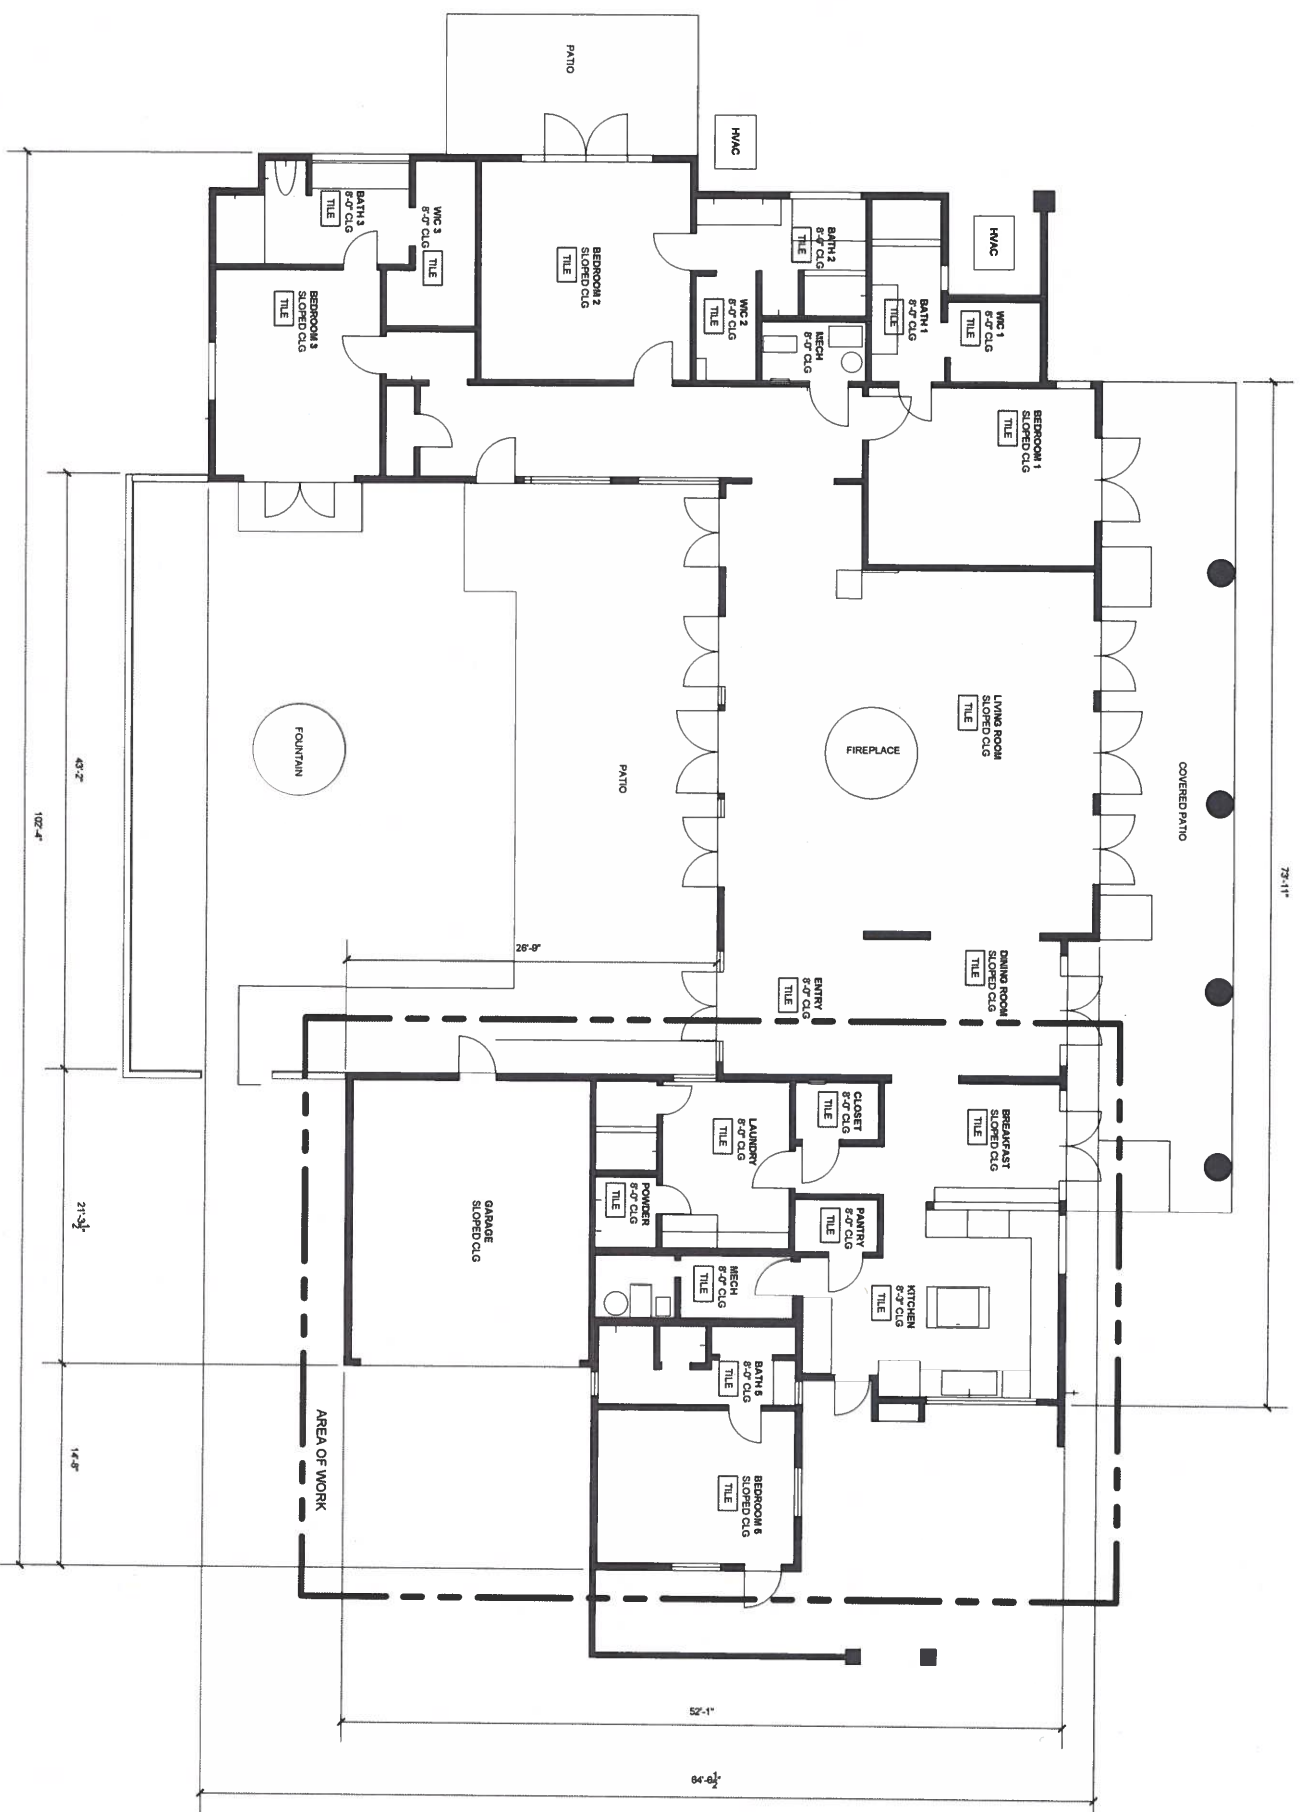 PATIO
HVAC
HVAC
BATH 3
8'-0" CLG
TILE
WIC 3
8'-0" CLG
TILE
BEDROOM 2
SLOPED CLG
TILE
BATH 2
8'-0" CLG
TILE
WIC 2
8'-0" CLG
TILE
MECH
8'-0" CLG
BATH 1
8'-0" CLG
TILE
WIC 1
8'-0" CLG
TILE
BEDROOM 3
SLOPED CLG
TILE
BEDROOM 1
SLOPED CLG
TILE
LIVING ROOM
SLOPED CLG
TILE
FIREPLACE
FOUNTAIN
PATIO
COVERED PATIO
73'-11"
43'-2"
102'-4"
26'-9"
DINING ROOM
SLOPED CLG
TILE
ENTRY
8'-0" CLG
TILE
BREAKFAST
SLOPED CLG
TILE
CLOSET
8'-0" CLG
TILE
LAUNDRY
8'-0" CLG
TILE
POWDER
8'-0" CLG
TILE
PANTRY
8'-0" CLG
TILE
GARAGE
SLOPED CLG
MECH
8'-0" CLG
TILE
KITCHEN
8'-3" CLG
TILE
BATH 5
8'-0" CLG
TILE
BEDROOM 5
SLOPED CLG
TILE
21'-3½"
14'-8"
AREA OF WORK
52'-1"
64'-6½"